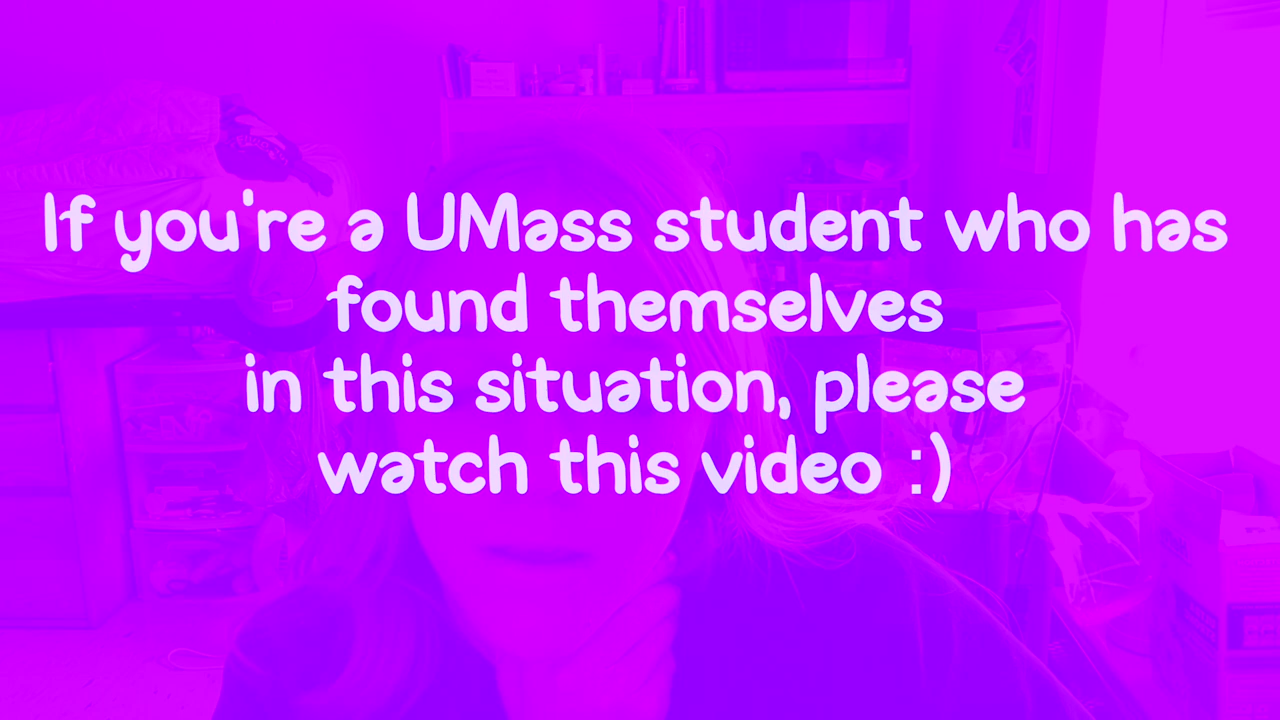 If you're a UMass student who has
found themselves
in this situation, please
watch this video :)